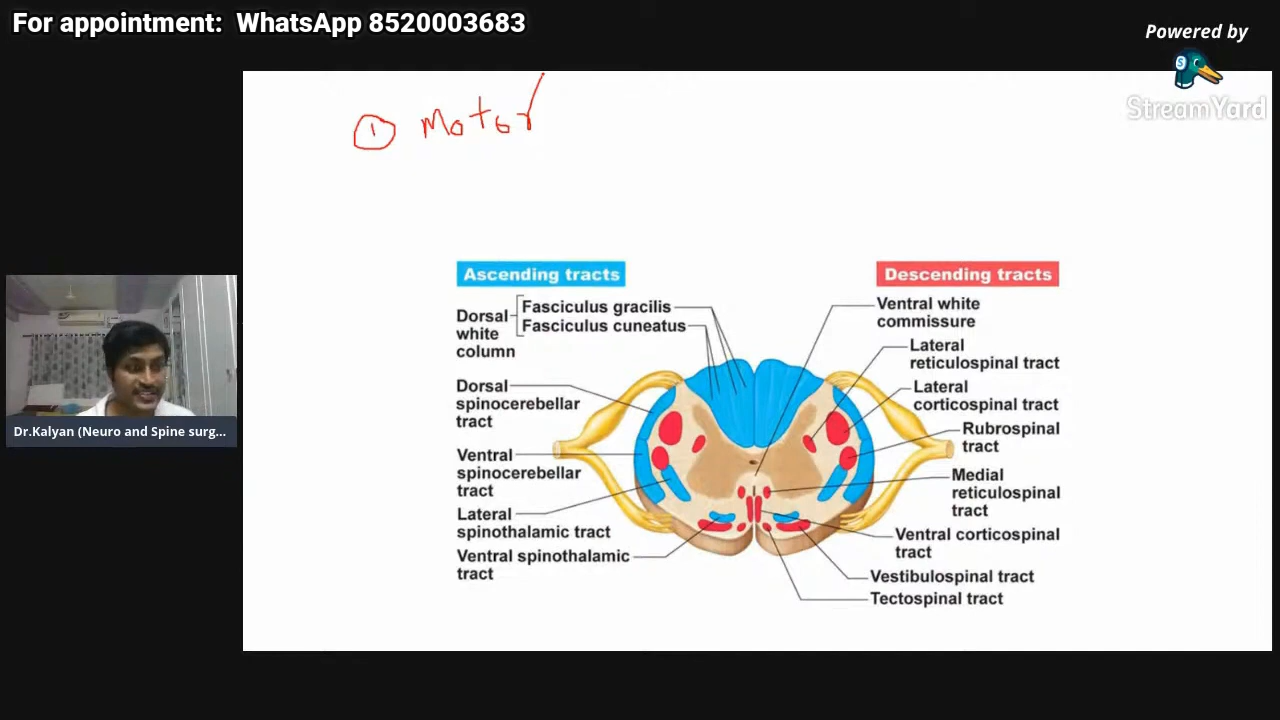 For appointment: WhatsApp 8520003683
Powered by
S
StreamYard
① Motor
Ascending tracts
Descending tracts
Dorsal white column
Fasciculus gracilis
Fasciculus cuneatus
Dorsal
spinocerebellar
tract
Ventral
spinocerebellar
tract
Lateral
spinothalamic tract
Ventral spinothalamic
tract
Ventral white
commissure
Lateral
reticulospinal tract
Lateral
corticospinal tract
Rubrospinal
tract
Medial
reticulospinal
tract
Ventral corticospinal
tract
Vestibulospinal tract
Tectospinal tract
Dr.Kalyan (Neuro and Spine surg...